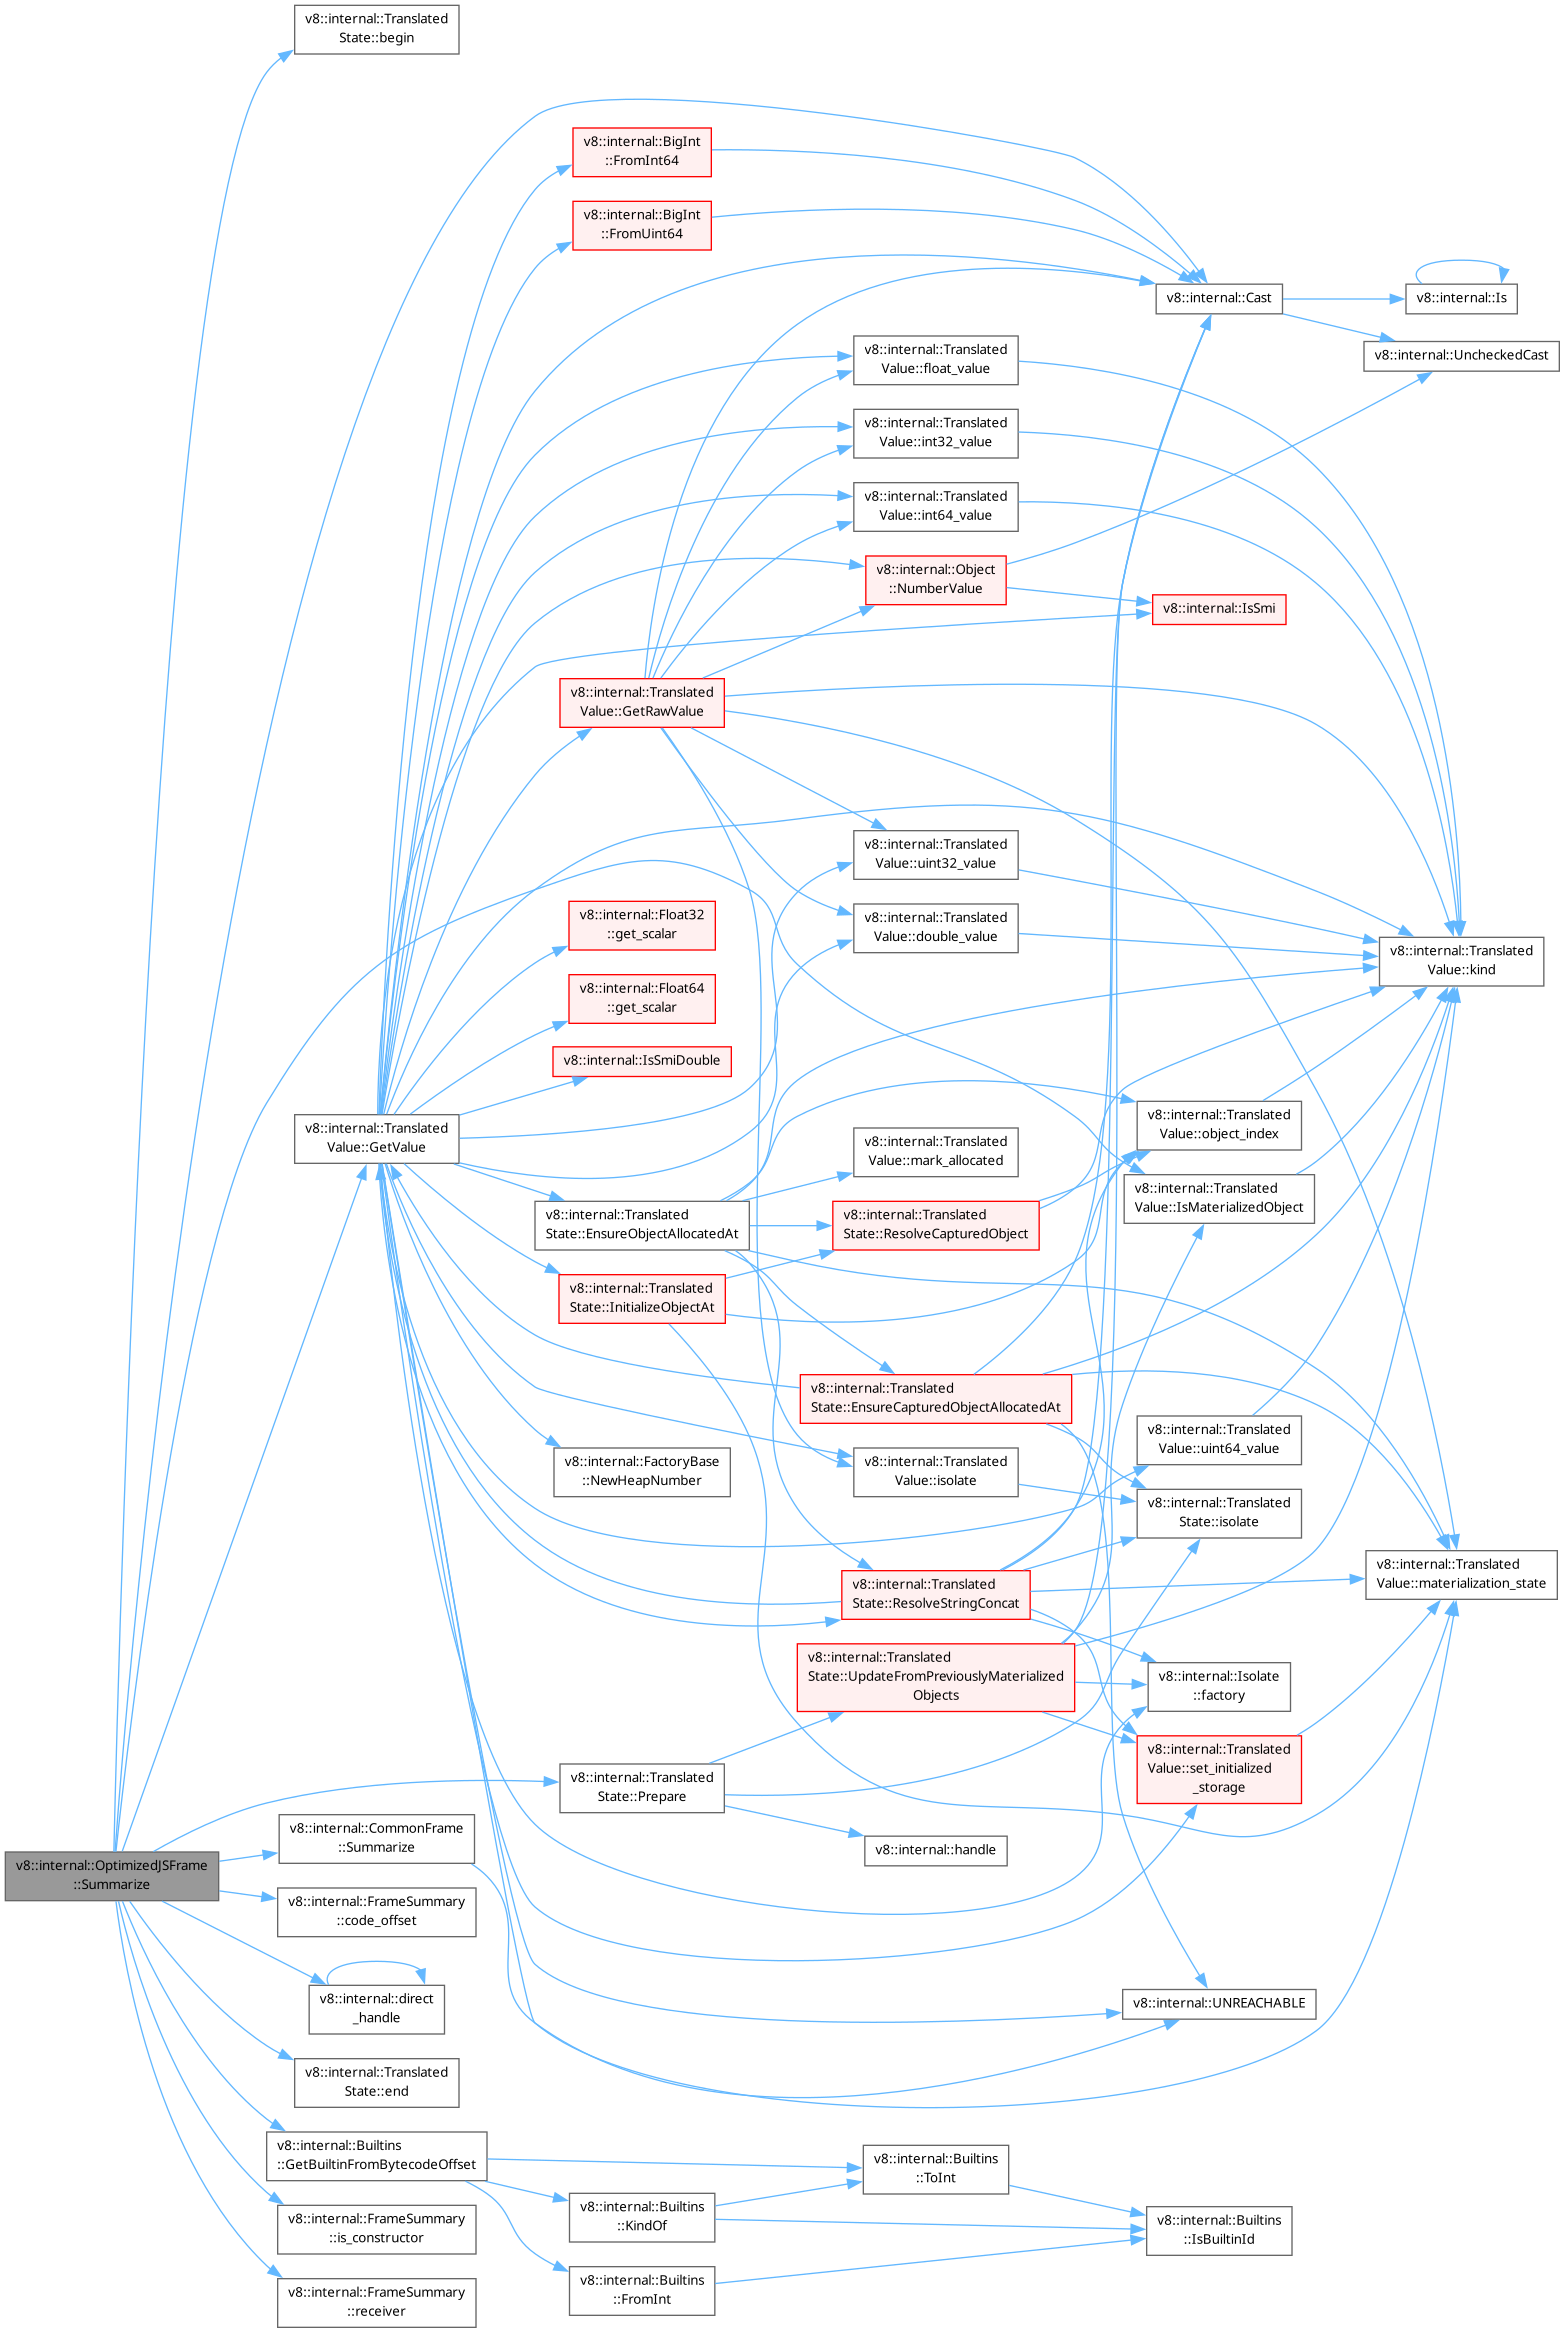 v8::internal::Translated
State::begin
v8::internal::BigInt
::FromInt64
v8::internal::BigInt
::FromUint64
v8::internal::Cast
v8::internal::Is
v8::internal::UncheckedCast
v8::internal::Translated
Value::float_value
v8::internal::Translated
Value::int32_value
v8::internal::Translated
Value::int64_value
v8::internal::Object
::NumberValue
v8::internal::IsSmi
v8::internal::Translated
Value::GetRawValue
v8::internal::Translated
Value::uint32_value
v8::internal::Float32
::get_scalar
v8::internal::Translated
Value::double_value
v8::internal::Translated
Value::kind
v8::internal::Float64
::get_scalar
v8::internal::IsSmiDouble
v8::internal::Translated
Value::GetValue
v8::internal::Translated
Value::object_index
v8::internal::Translated
Value::mark_allocated
v8::internal::Translated
Value::IsMaterializedObject
v8::internal::Translated
State::EnsureObjectAllocatedAt
v8::internal::Translated
State::ResolveCapturedObject
v8::internal::Translated
State::InitializeObjectAt
v8::internal::Translated
State::EnsureCapturedObjectAllocatedAt
v8::internal::Translated
Value::uint64_value
v8::internal::FactoryBase
::NewHeapNumber
v8::internal::Translated
Value::isolate
v8::internal::Translated
State::isolate
v8::internal::Translated
Value::materialization_state
v8::internal::Translated
State::ResolveStringConcat
v8::internal::Translated
State::UpdateFromPreviouslyMaterialized
Objects
v8::internal::Isolate
::factory
v8::internal::Translated
Value::set_initialized
_storage
v8::internal::Translated
State::Prepare
v8::internal::handle
v8::internal::CommonFrame
::Summarize
v8::internal::OptimizedJSFrame
::Summarize
v8::internal::FrameSummary
::code_offset
v8::internal::direct
_handle
v8::internal::UNREACHABLE
v8::internal::Translated
State::end
v8::internal::Builtins
::GetBuiltinFromBytecodeOffset
v8::internal::Builtins
::ToInt
v8::internal::Builtins
::KindOf
v8::internal::Builtins
::IsBuiltinId
v8::internal::FrameSummary
::is_constructor
v8::internal::Builtins
::FromInt
v8::internal::FrameSummary
::receiver